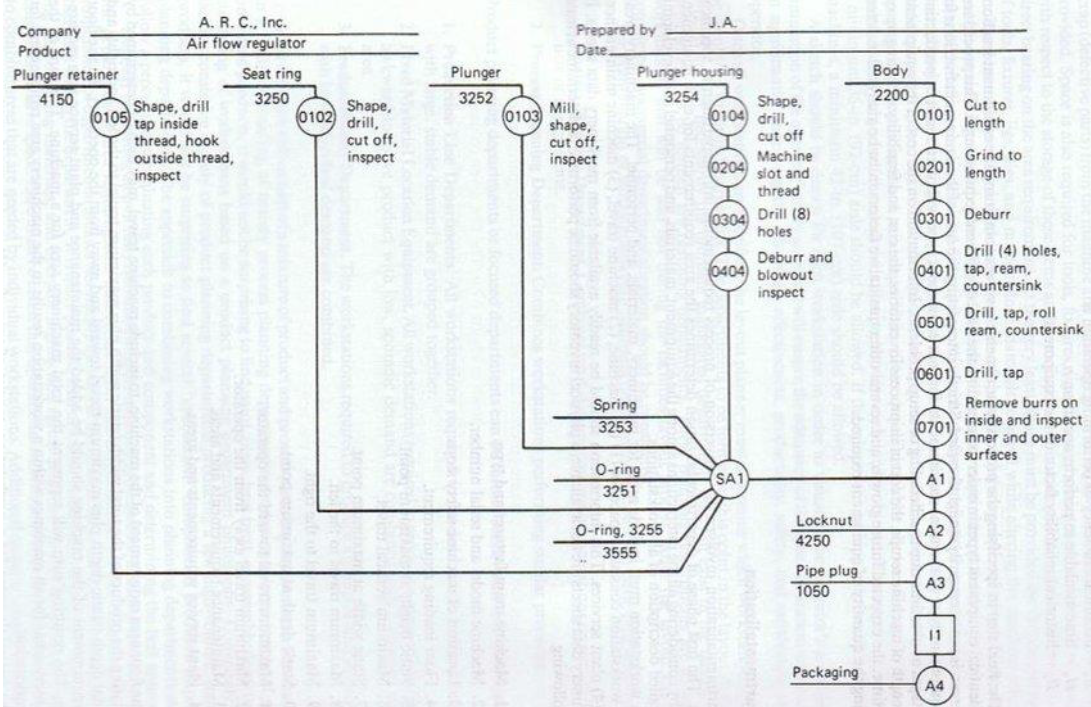 Company A. R. C., Inc.
Prepared by J.A.
Product Air flow regulator
Date
Plunger retainer
4150
0105
Shape, drill
tap inside
thread, hook
outside thread,
inspect
Seat ring
3250
0102
Shape,
drill,
cut off,
inspect
Plunger
3252
0103
Mill,
shape,
cut off,
inspect
Plunger housing
3254
0104
Shape,
drill,
cut off
0204
Machine
slot and
thread
0304
Drill (8)
holes
0404
Deburr and
blowout
inspect
Body
2200
0101
Cut to
length
0201
Grind to
length
0301
Deburr
0401
Drill (4) holes,
tap, ream,
countersink
0501
Drill, tap, roll
ream, countersink
0601
Drill, tap
0701
Remove burrs on
inside and inspect
inner and outer
surfaces
Spring
3253
O-ring
3251
O-ring, 3255
3555
SA1
A1
Locknut
4250
A2
Pipe plug
1050
A3
I1
Packaging
A4